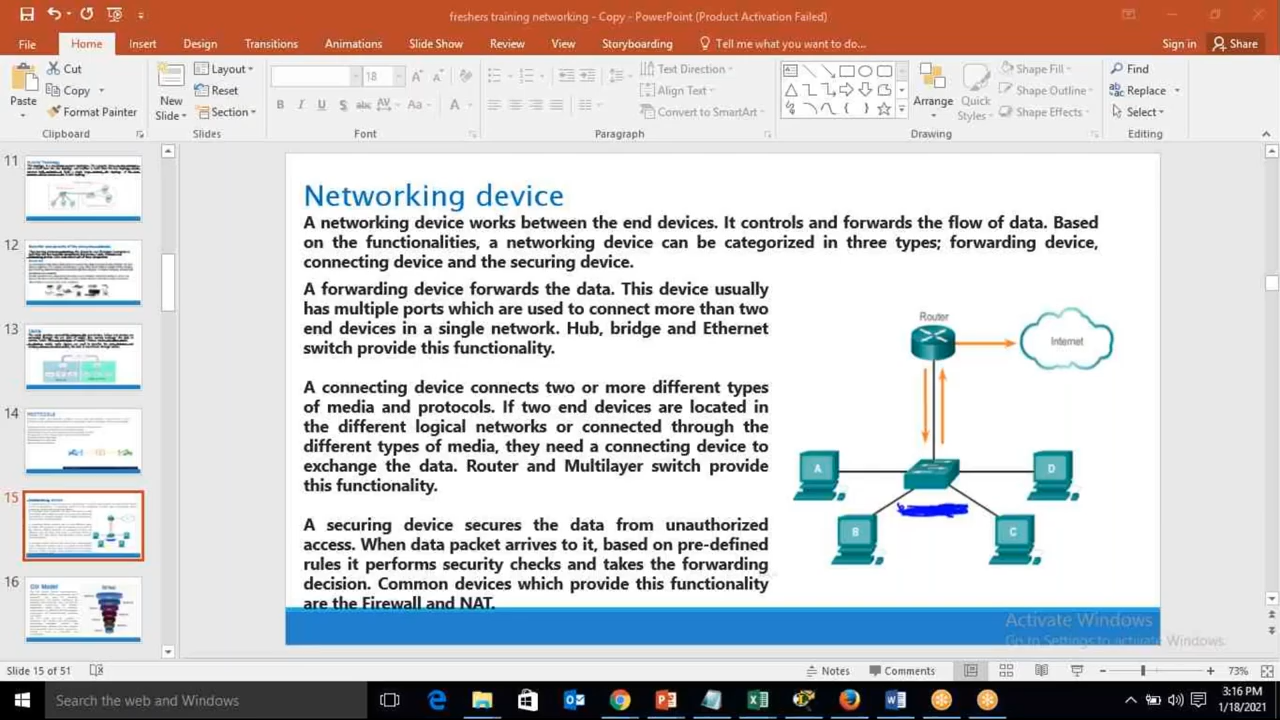 freshers training networking - Copy - PowerPoint (Product Activation Failed)
File Home Insert Design Transitions Animations Slide Show Review View Storyboarding Tell me what you want to do... Sign in Share
Paste
Cut
Copy
Format Painter
Clipboard
New
Slide
Layout
Reset
Section
Slides
18
B I U S abc AV Aa A
Font
Text Direction
Align Text
Convert to SmartArt
Paragraph
Arrange
Quick
Styles
Shape Fill
Shape Outline
Shape Effects
Drawing
Find
Replace
Select
Editing
11
12
13
14
15
16
OSI Model
Networking device
A networking device works between the end devices. It controls and forwards the flow of data. Based
on the functionalities, a networking device can be categorized in three types; forwarding device,
connecting device and the securing device.
A forwarding device forwards the data. This device usually
has multiple ports which are used to connect more than two
end devices in a single network. Hub, bridge and Ethernet
switch provide this functionality.
A connecting device connects two or more different types
of media and protocols. If two end devices are located in
the different logical networks or connected through the
different types of media, they need a connecting device to
exchange the data. Router and Multilayer switch provide
this functionality.
A securing device secures the data from unauthorized
access. When data packet arrives to it, based on pre-defined
rules it performs security checks and takes the forwarding
decision. Common devices which provide this functionality
are the Firewall and NAT.
Router
Internet
A
D
B
C
Activate Windows
Go to Settings to activate Windows.
Slide 15 of 51
Notes
Comments
73%
Search the web and Windows
3:16 PM
1/18/2021